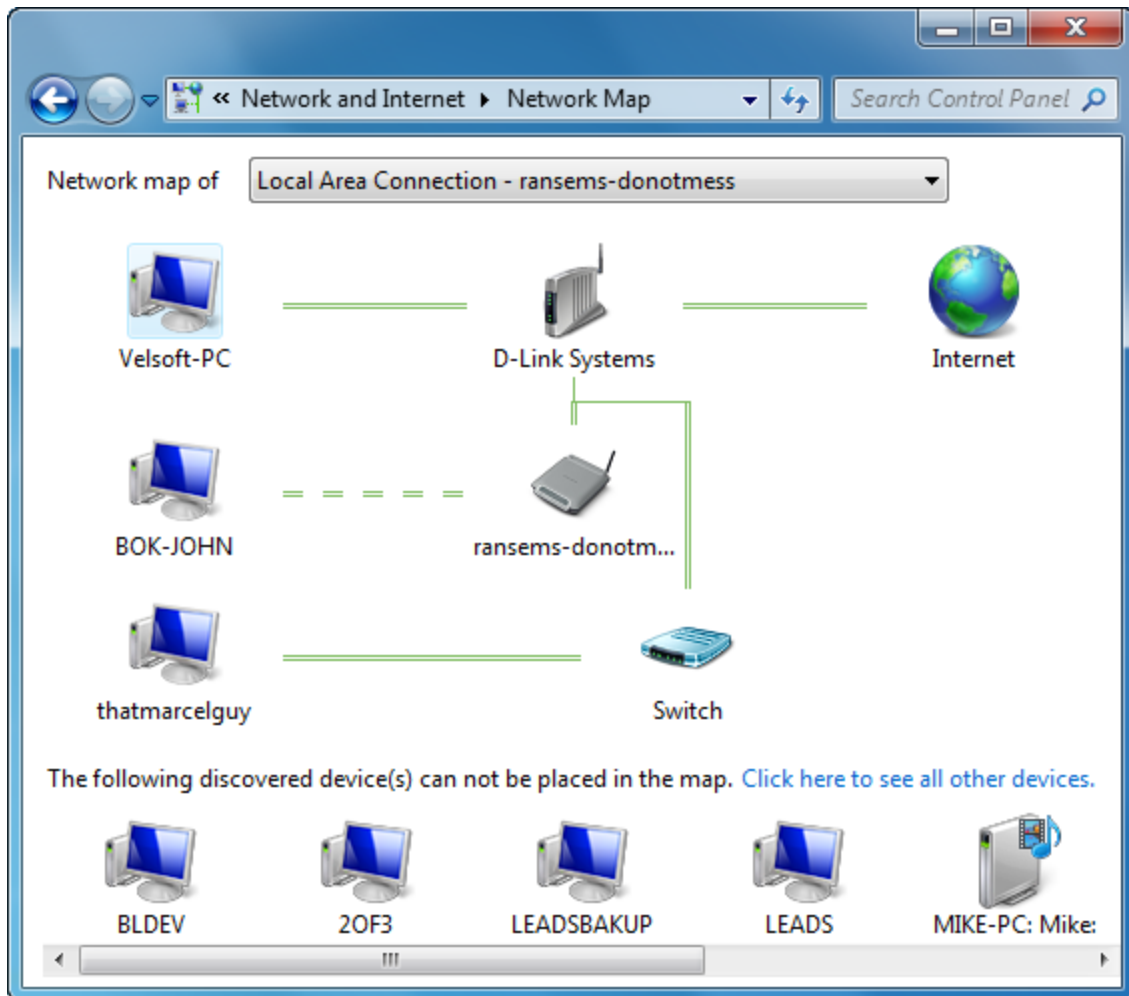 « Network and Internet ▸ Network Map
Search Control Panel
Network map of
Local Area Connection - ransems-donotmess
Velsoft-PC
D-Link Systems
Internet
BOK-JOHN
ransems-donotm...
thatmarcelguy
Switch
The following discovered device(s) can not be placed in the map. Click here to see all other devices.
BLDEV
2OF3
LEADSBAKUP
LEADS
MIKE-PC: Mike: